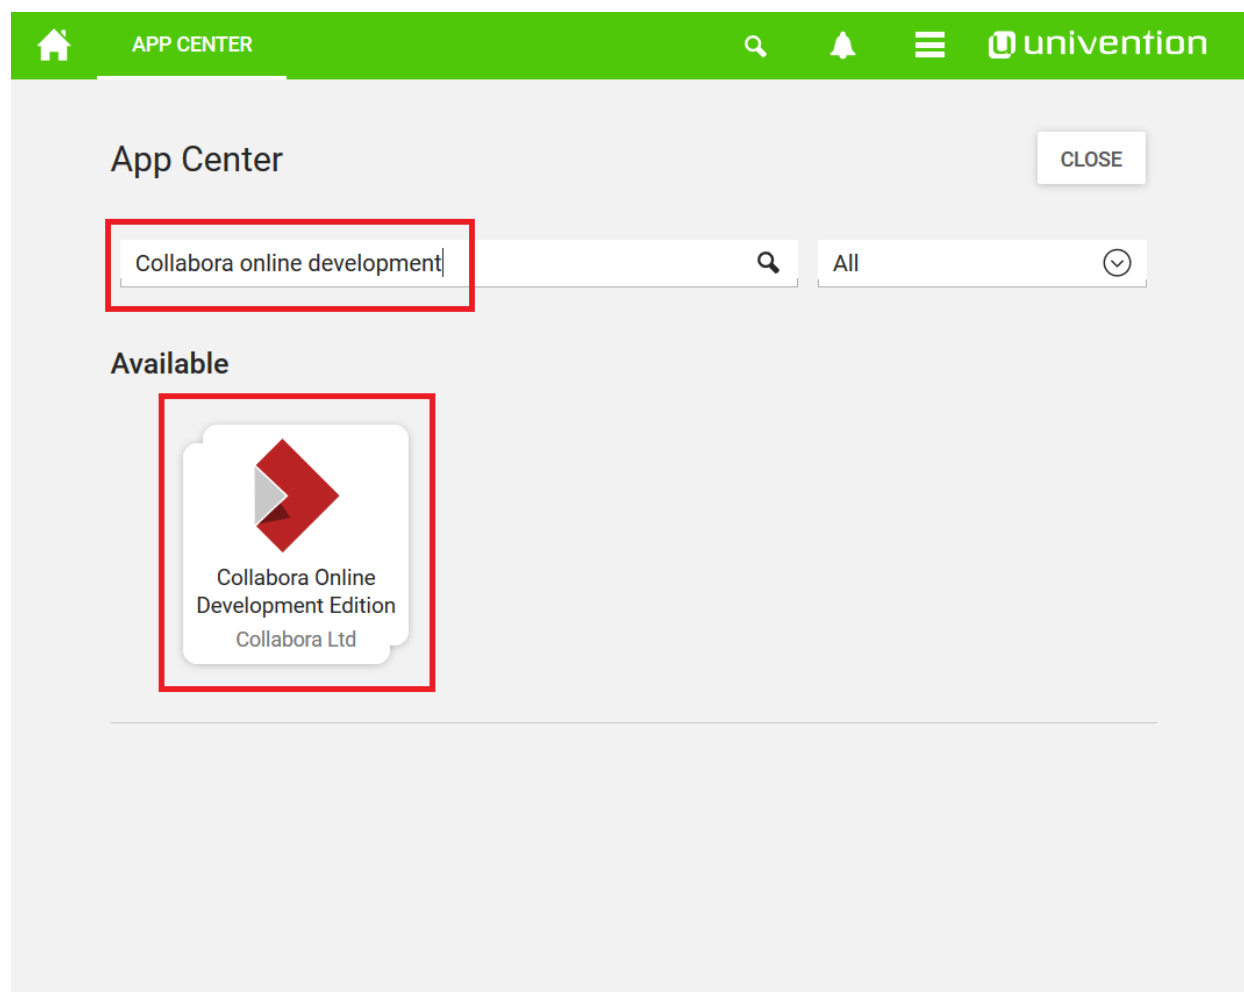 APP CENTER
univention
App Center
CLOSE
Collabora online development
All
Available
Collabora Online
Development Edition
Collabora Ltd